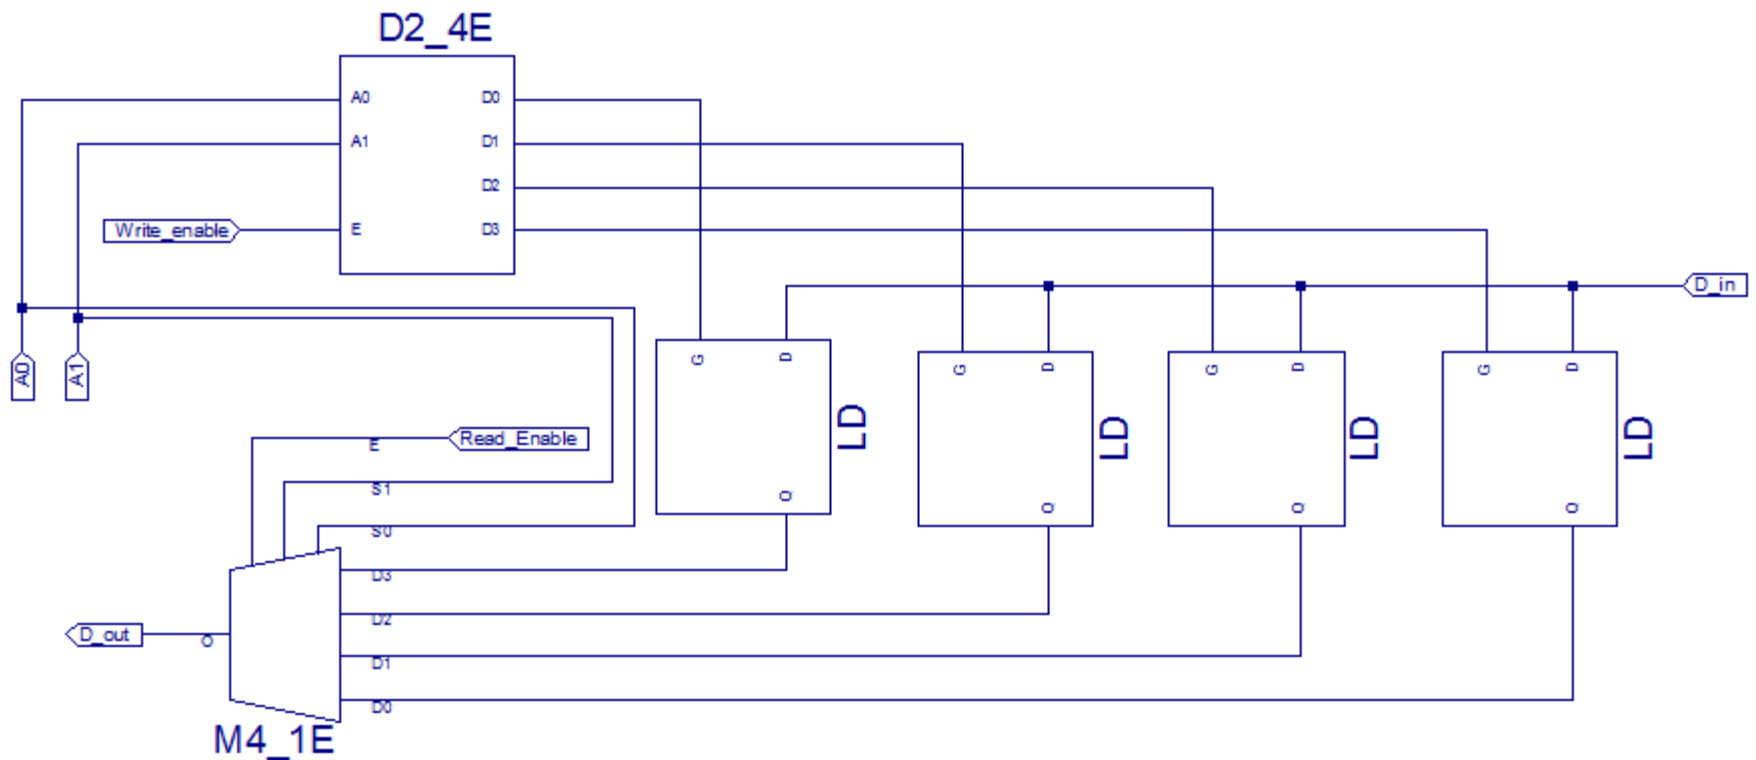 D2_4E
A0 D0
A1 D1
D2
Write_enable E D3
D_in
A0 A1
G D LD
G D LD
G D LD
G D LD
Q Q Q Q
E Read_Enable
S1
S0
D3
D2
D_out O
D1
D0
M4_1E